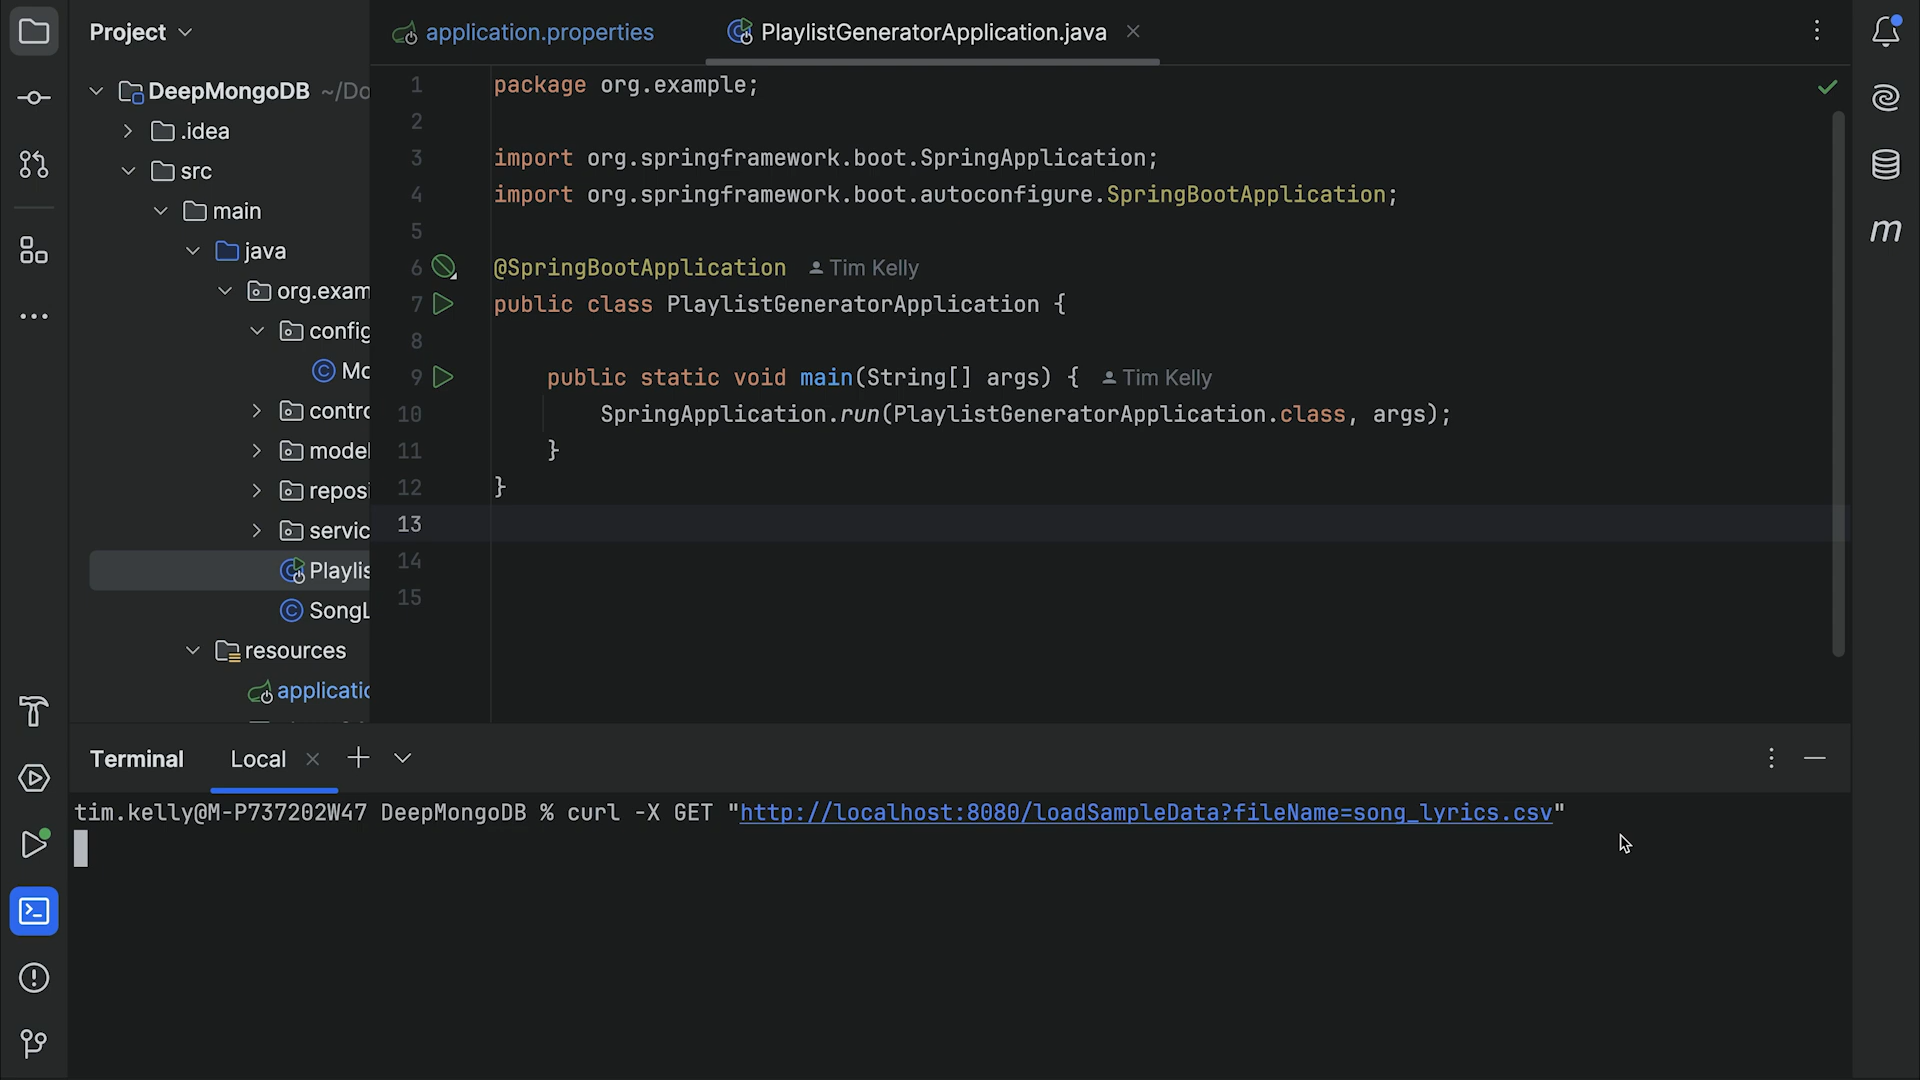 Project
application.properties
PlaylistGeneratorApplication.java
DeepMongoDB ~/Do
.idea
src
main
java
org.exam
config
Mo
contro
model
reposi
servic
Playlis
SongL
resources
applicatio
1 package org.example;
2
3 import org.springframework.boot.SpringApplication;
4 import org.springframework.boot.autoconfigure.SpringBootApplication;
5
6 @SpringBootApplication Tim Kelly
7 public class PlaylistGeneratorApplication {
8
9 public static void main(String[] args) { Tim Kelly
10 SpringApplication.run(PlaylistGeneratorApplication.class, args);
11 }
12 }
13
14
15
m
Terminal Local
tim.kelly@M-P737202W47 DeepMongoDB % curl -X GET "http://localhost:8080/loadSampleData?fileName=song_lyrics.csv"